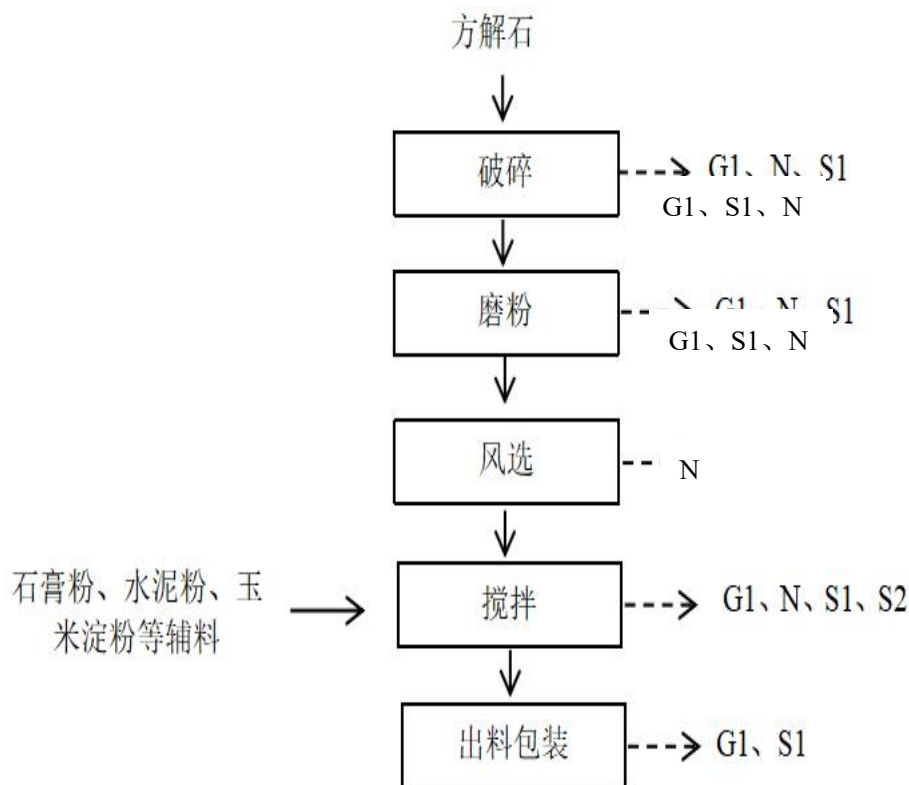 方解石
破碎
G1、N、S1
G1、S1、N
磨粉
G1、N、S1
G1、S1、N
风选
N
石膏粉、水泥粉、玉
米淀粉等辅料
搅拌
G1、N、S1、S2
出料包装
G1、S1